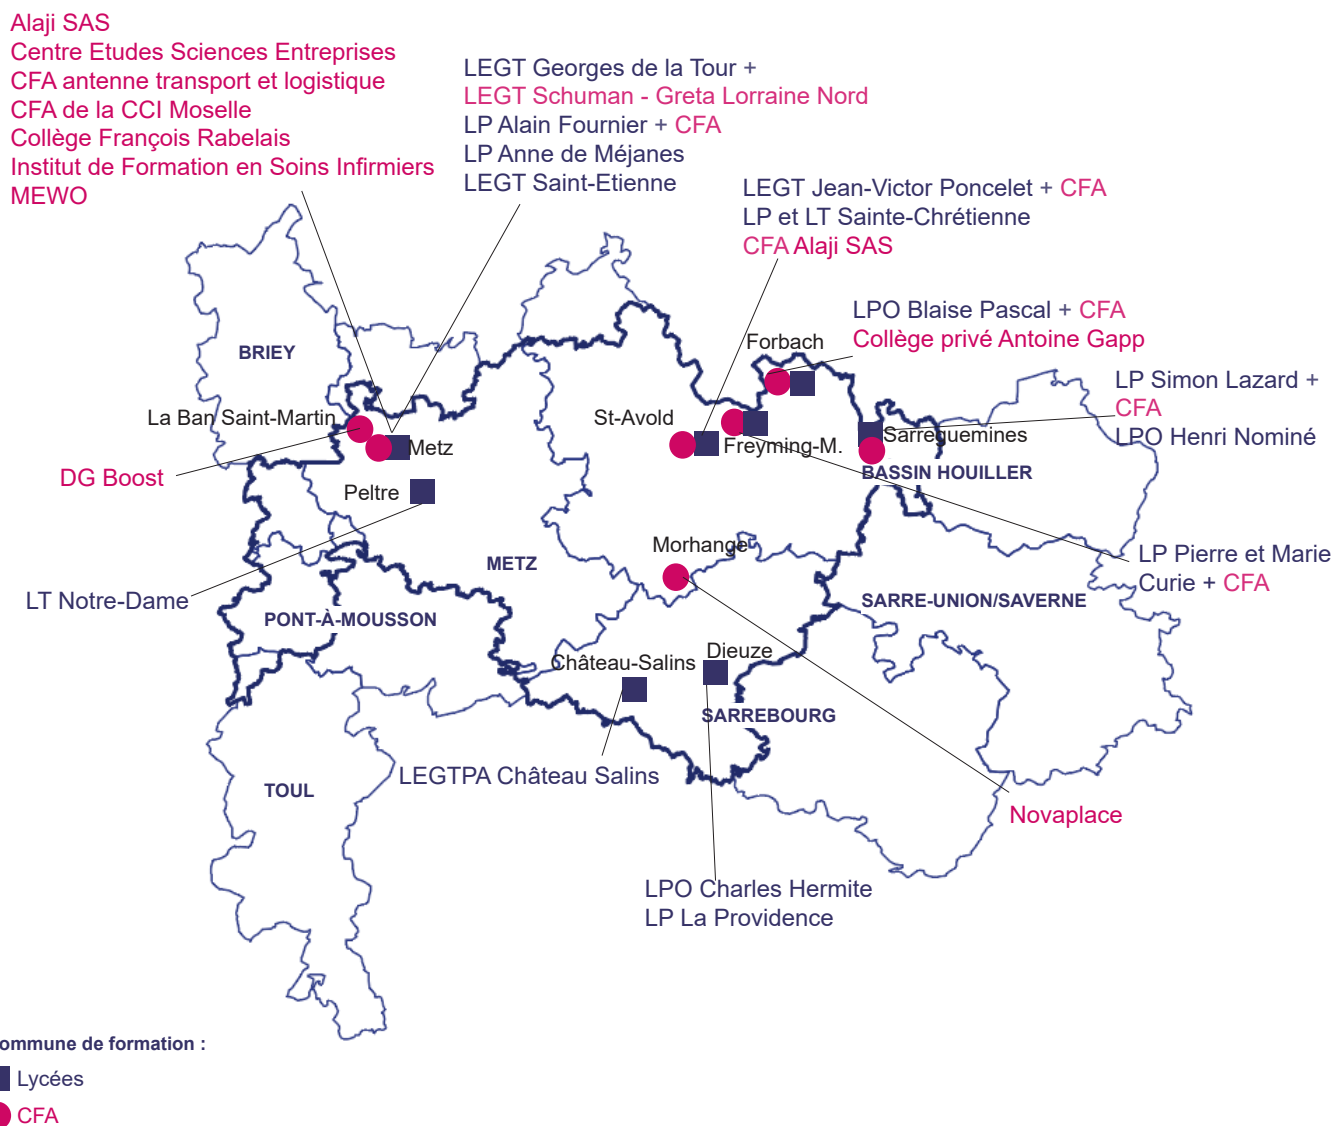 Alaji SAS
Centre Etudes Sciences Entreprises
CFA antenne transport et logistique
CFA de la CCI Moselle
Collège François Rabelais
Institut de Formation en Soins Infirmiers
MEWO
LEGT Georges de la Tour +
LEGT Schuman - Greta Lorraine Nord
LP Alain Fournier + CFA
LP Anne de Méjanes
LEGT Saint-Etienne
LEGT Jean-Victor Poncelet + CFA
LP et LT Sainte-Chrétienne
CFA Alaji SAS
LPO Blaise Pascal + CFA
Collège privé Antoine Gapp
Forbach
BRIEY
LP Simon Lazard +
CFA
LPO Henri Nominé
La Ban Saint-Martin
St-Avold
Metz
Freyming-M.
Sarreguemines
BASSIN HOUILLER
DG Boost
Peltre
Morhange
METZ
LP Pierre et Marie
Curie + CFA
LT Notre-Dame
SARRE-UNION/SAVERNE
PONT-À-MOUSSON
Dieuze
Château-Salins
SARREBOURG
LEGTPA Château Salins
TOUL
Novaplace
LPO Charles Hermite
LP La Providence
ommune de formation :
Lycées
CFA